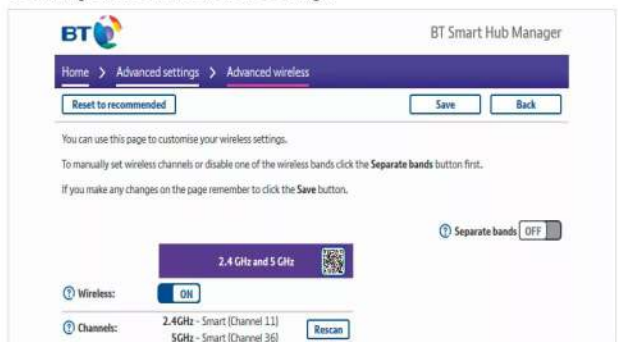 BT
BT Smart Hub Manager
Home > Advanced settings > Advanced wireless
Reset to recommended
Save
Back
You can use this page to customise your wireless settings.
To manually set wireless channels or disable one of the wireless bands click the Separate bands button first.
If you make any changes on the page remember to click the Save button.
? Separate bands OFF
2.4 GHz and 5 GHz
? Wireless: ON
? Channels: 2.4GHz - Smart (Channel 11)
5GHz - Smart (Channel 36)
Rescan